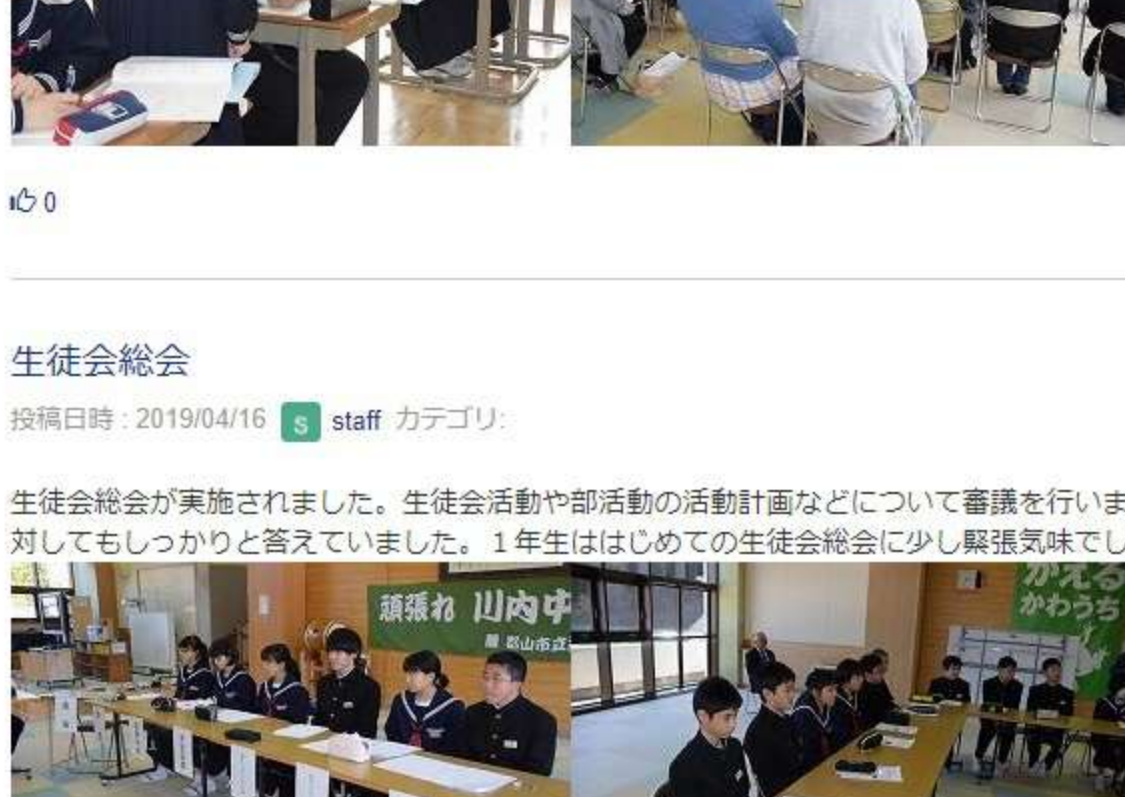 0
生徒会総会
投稿日時 : 2019/04/16 S staff カテゴリ:
生徒会総会が実施されました。生徒会活動や部活動の活動計画などについて審議を行いま
対してもしっかりと答えていました。１年生ははじめての生徒会総会に少し緊張気味でし
頑張れ 川内中
郡山市立
かえる
かわうち